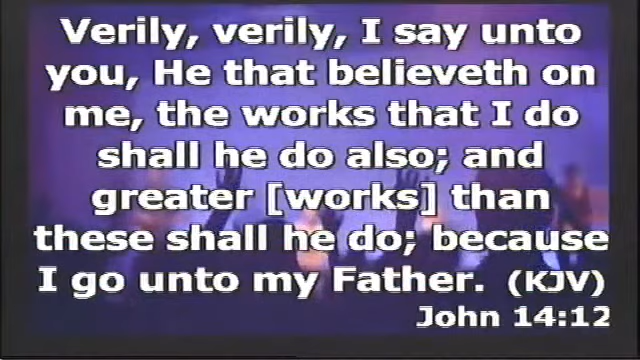 Verily, verily, I say unto
you, He that believeth on
me, the works that I do
shall he do also; and
greater [works] than
these shall he do; because
I go unto my Father. (KJV)
John 14:12